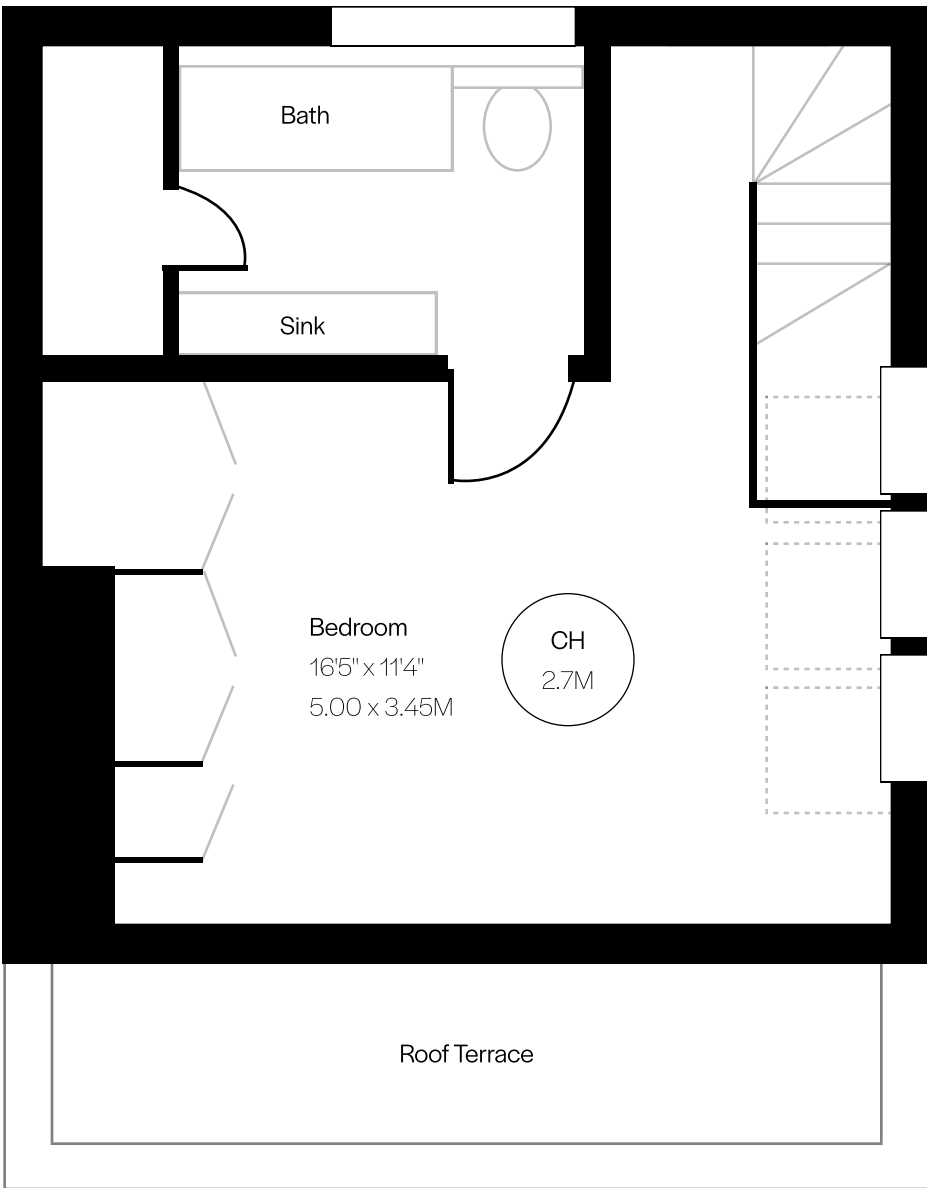 Bath
Sink
Bedroom
16'5" x 11'4"
5.00 x 3.45M
CH
2.7M
Roof Terrace